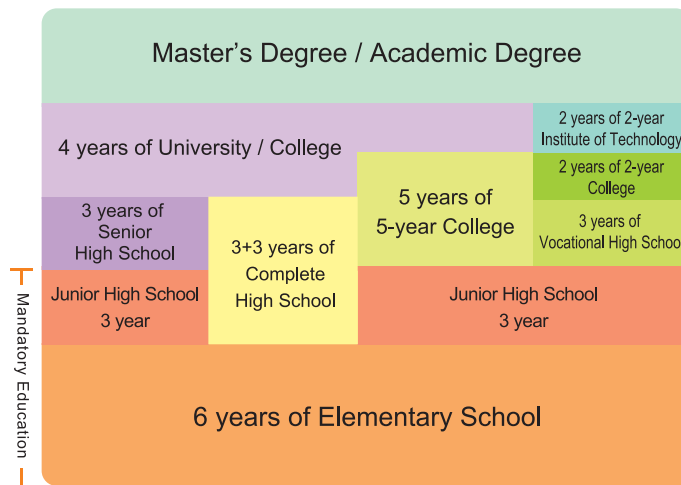 Master's Degree / Academic Degree
4 years of University / College
2 years of 2-year
Institute of Technology
2 years of 2-year
College
5 years of
5-year College
3 years of
Senior
High School
3+3 years of
Complete
High School
3 years of
Vocational High School
Junior High School
3 year
Junior High School
3 year
Mandatory Education
6 years of Elementary School